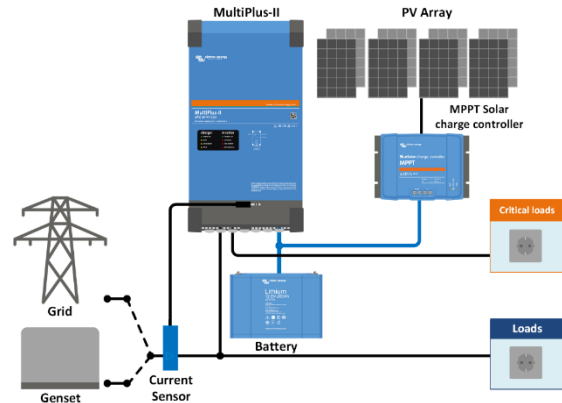 MultiPlus-II
PV Array
MPPT Solar
charge controller
MultiPlus-II
MPPT
Critical loads
Grid
Lithium
Battery
Loads
Genset
Current
Sensor